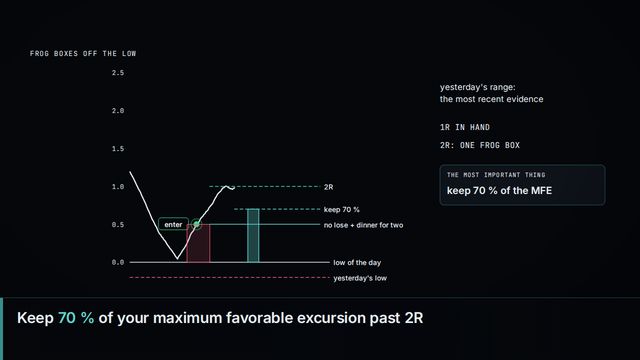 FROG BOXES OFF THE LOW
2.5
2.0
1.5
1.0
0.5
0.0
enter
2R
keep 70 %
no lose + dinner for two
low of the day
yesterday's low
yesterday's range:
the most recent evidence
1R IN HAND
2R: ONE FROG BOX
THE MOST IMPORTANT THING
keep 70 % of the MFE
Keep 70 % of your maximum favorable excursion past 2R